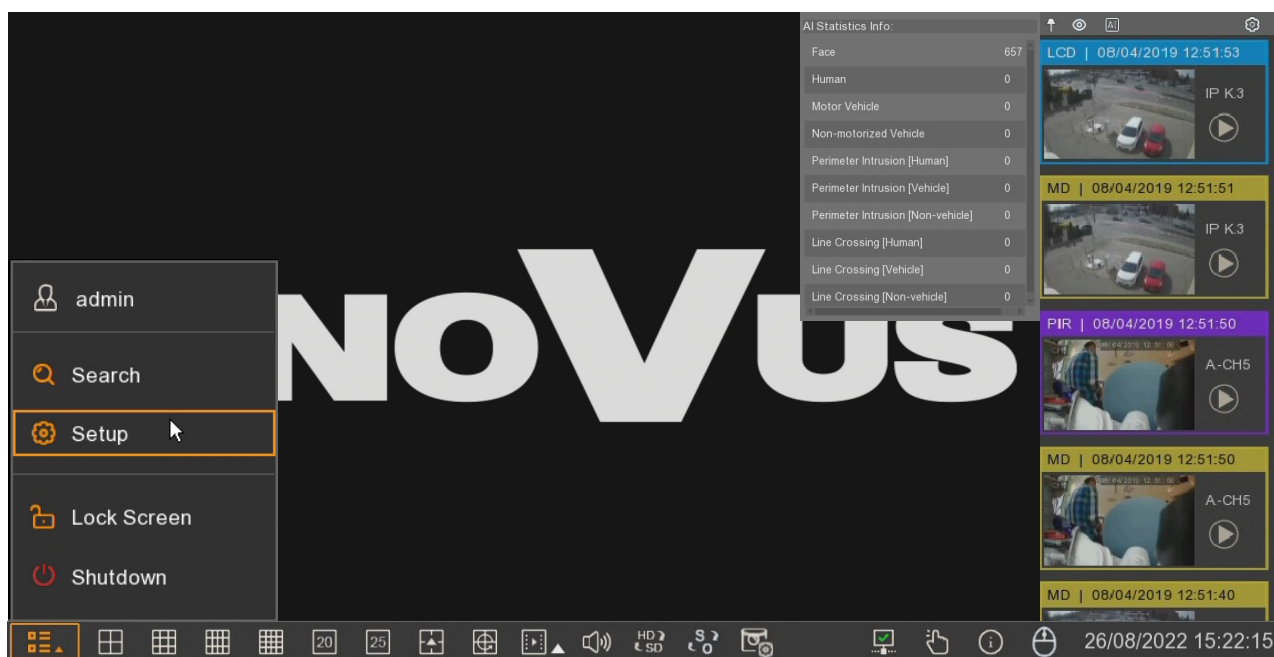 AI Statistics Info:
Face 657
Human 0
Motor Vehicle 0
Non-motorized Vehicle 0
Perimeter Intrusion [Human] 0
Perimeter Intrusion [Vehicle] 0
Perimeter Intrusion [Non-vehicle] 0
Line Crossing [Human] 0
Line Crossing [Vehicle] 0
Line Crossing [Non-vehicle] 0
AI
LCD | 08/04/2019 12:51:53
IP K.3
MD | 08/04/2019 12:51:51
IP K.3
PIR | 08/04/2019 12:51:50
A.-CH5
MD | 08/04/2019 12:51:50
A.-CH5
MD | 08/04/2019 12:51:40
NOVUS
admin
Search
Setup
Lock Screen
Shutdown
20
25
HD
SD
S
O
26/08/2022 15:22:15